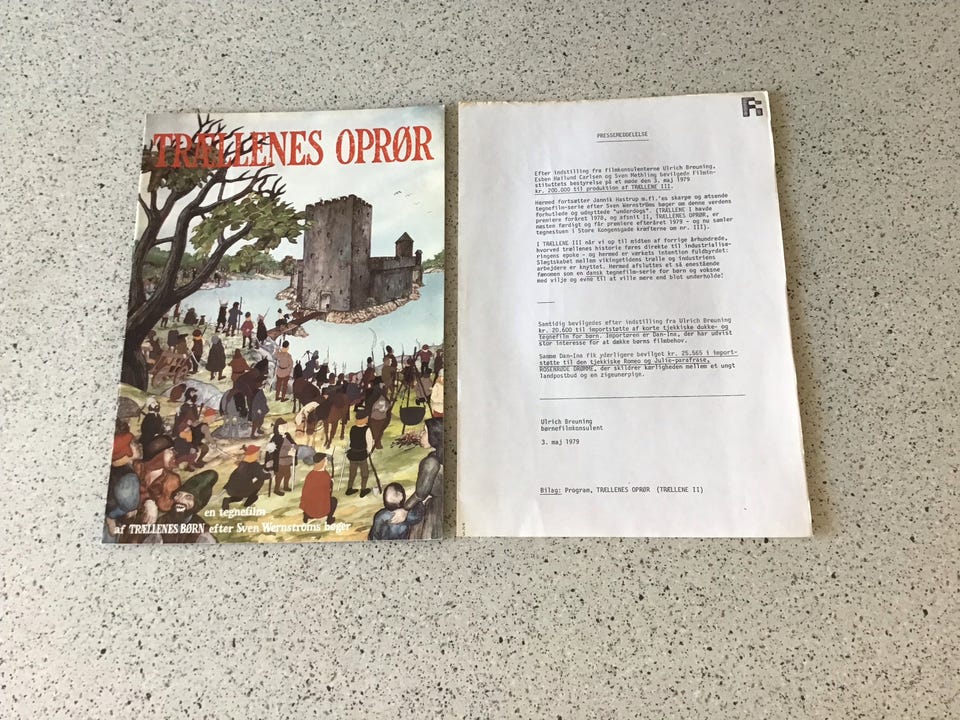 TRÆLLENES OPRØR
en tegnefilm
af TRÆLLENES BØRN efter Sven Wernströms bøger
PRESSEMEDDELELSE
Efter indstilling fra filmkonsulenterne Ulrich Breuning,
Esben Høilund Carlsen og Sven Methling bevilgede Filmin-
stituttets bestyrelse på et møde den 3. maj 1979
kr. 200.000 til produktion af TRÆLLENE III.
Hermed fortsætter Jannik Hastrup m.fl.'es skarpe og ætsende
tegnefilm-serie efter Sven Wernströms bøger om denne verdens
forhutlede og udnyttede "underdogs" (TRÆLLENE I havde
premiere foråret 1978, og afsnit II, TRÆLLENES OPRØR, er
næsten færdigt og får premiere efteråret 1979 - og nu samler
tegnestuen i Store Kongensgade kræfterne om nr. III).
I TRÆLLENE III når vi op til midten af forrige århundrede,
hvorved trællenes historie føres direkte til industrialise-
ringens epoke - og hermed er værkets intention fuldbyrdet:
Slægtskabet mellem vikingetidens trælle og industriens
arbejdere er knyttet. Hermed afsluttes et så enestående
fænomen som en dansk tegnefilm-serie for børn og voksne
med vilje og evne til at ville mere end blot underholde!
Samtidig bevilgedes efter indstilling fra Ulrich Breuning
kr. 20.600 til importstøtte af korte tjekkiske dukke- og
tegnefilm for børn. Importøren er Dan-Ina, der har udvist
stor interesse for at dække børns filmbehov.
Samme Dan-Ina fik yderligere bevilget kr. 25.565 i import-
støtte til den tjekkiske Romeo og Julie-parafrase,
ROSENRØDE DRØMME, der skildrer kærligheden mellem et ungt
landpostbud og en zigeunerpige.
Ulrich Breuning
børnefilmkonsulent
3. maj 1979
Bilag: Program, TRÆLLENES OPRØR (TRÆLLENE II)